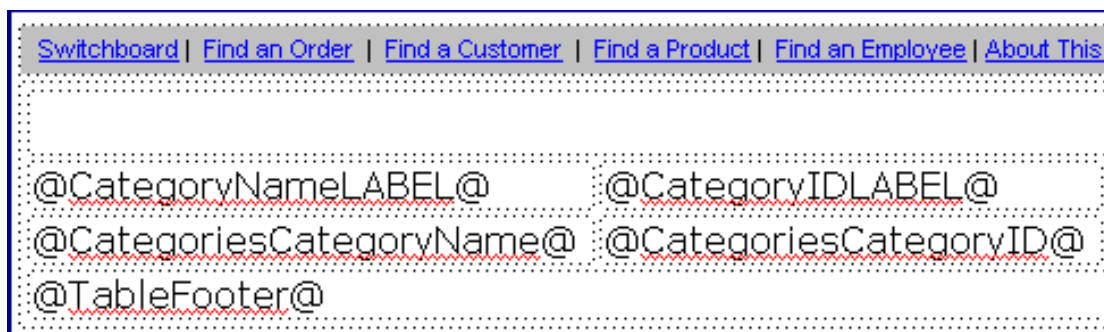 Switchboard | Find an Order | Find a Customer | Find a Product | Find an Employee | About This
@CategoryNameLABEL@ @CategoryIDLABEL@
@CategoriesCategoryName@ @CategoriesCategoryID@
@TableFooter@